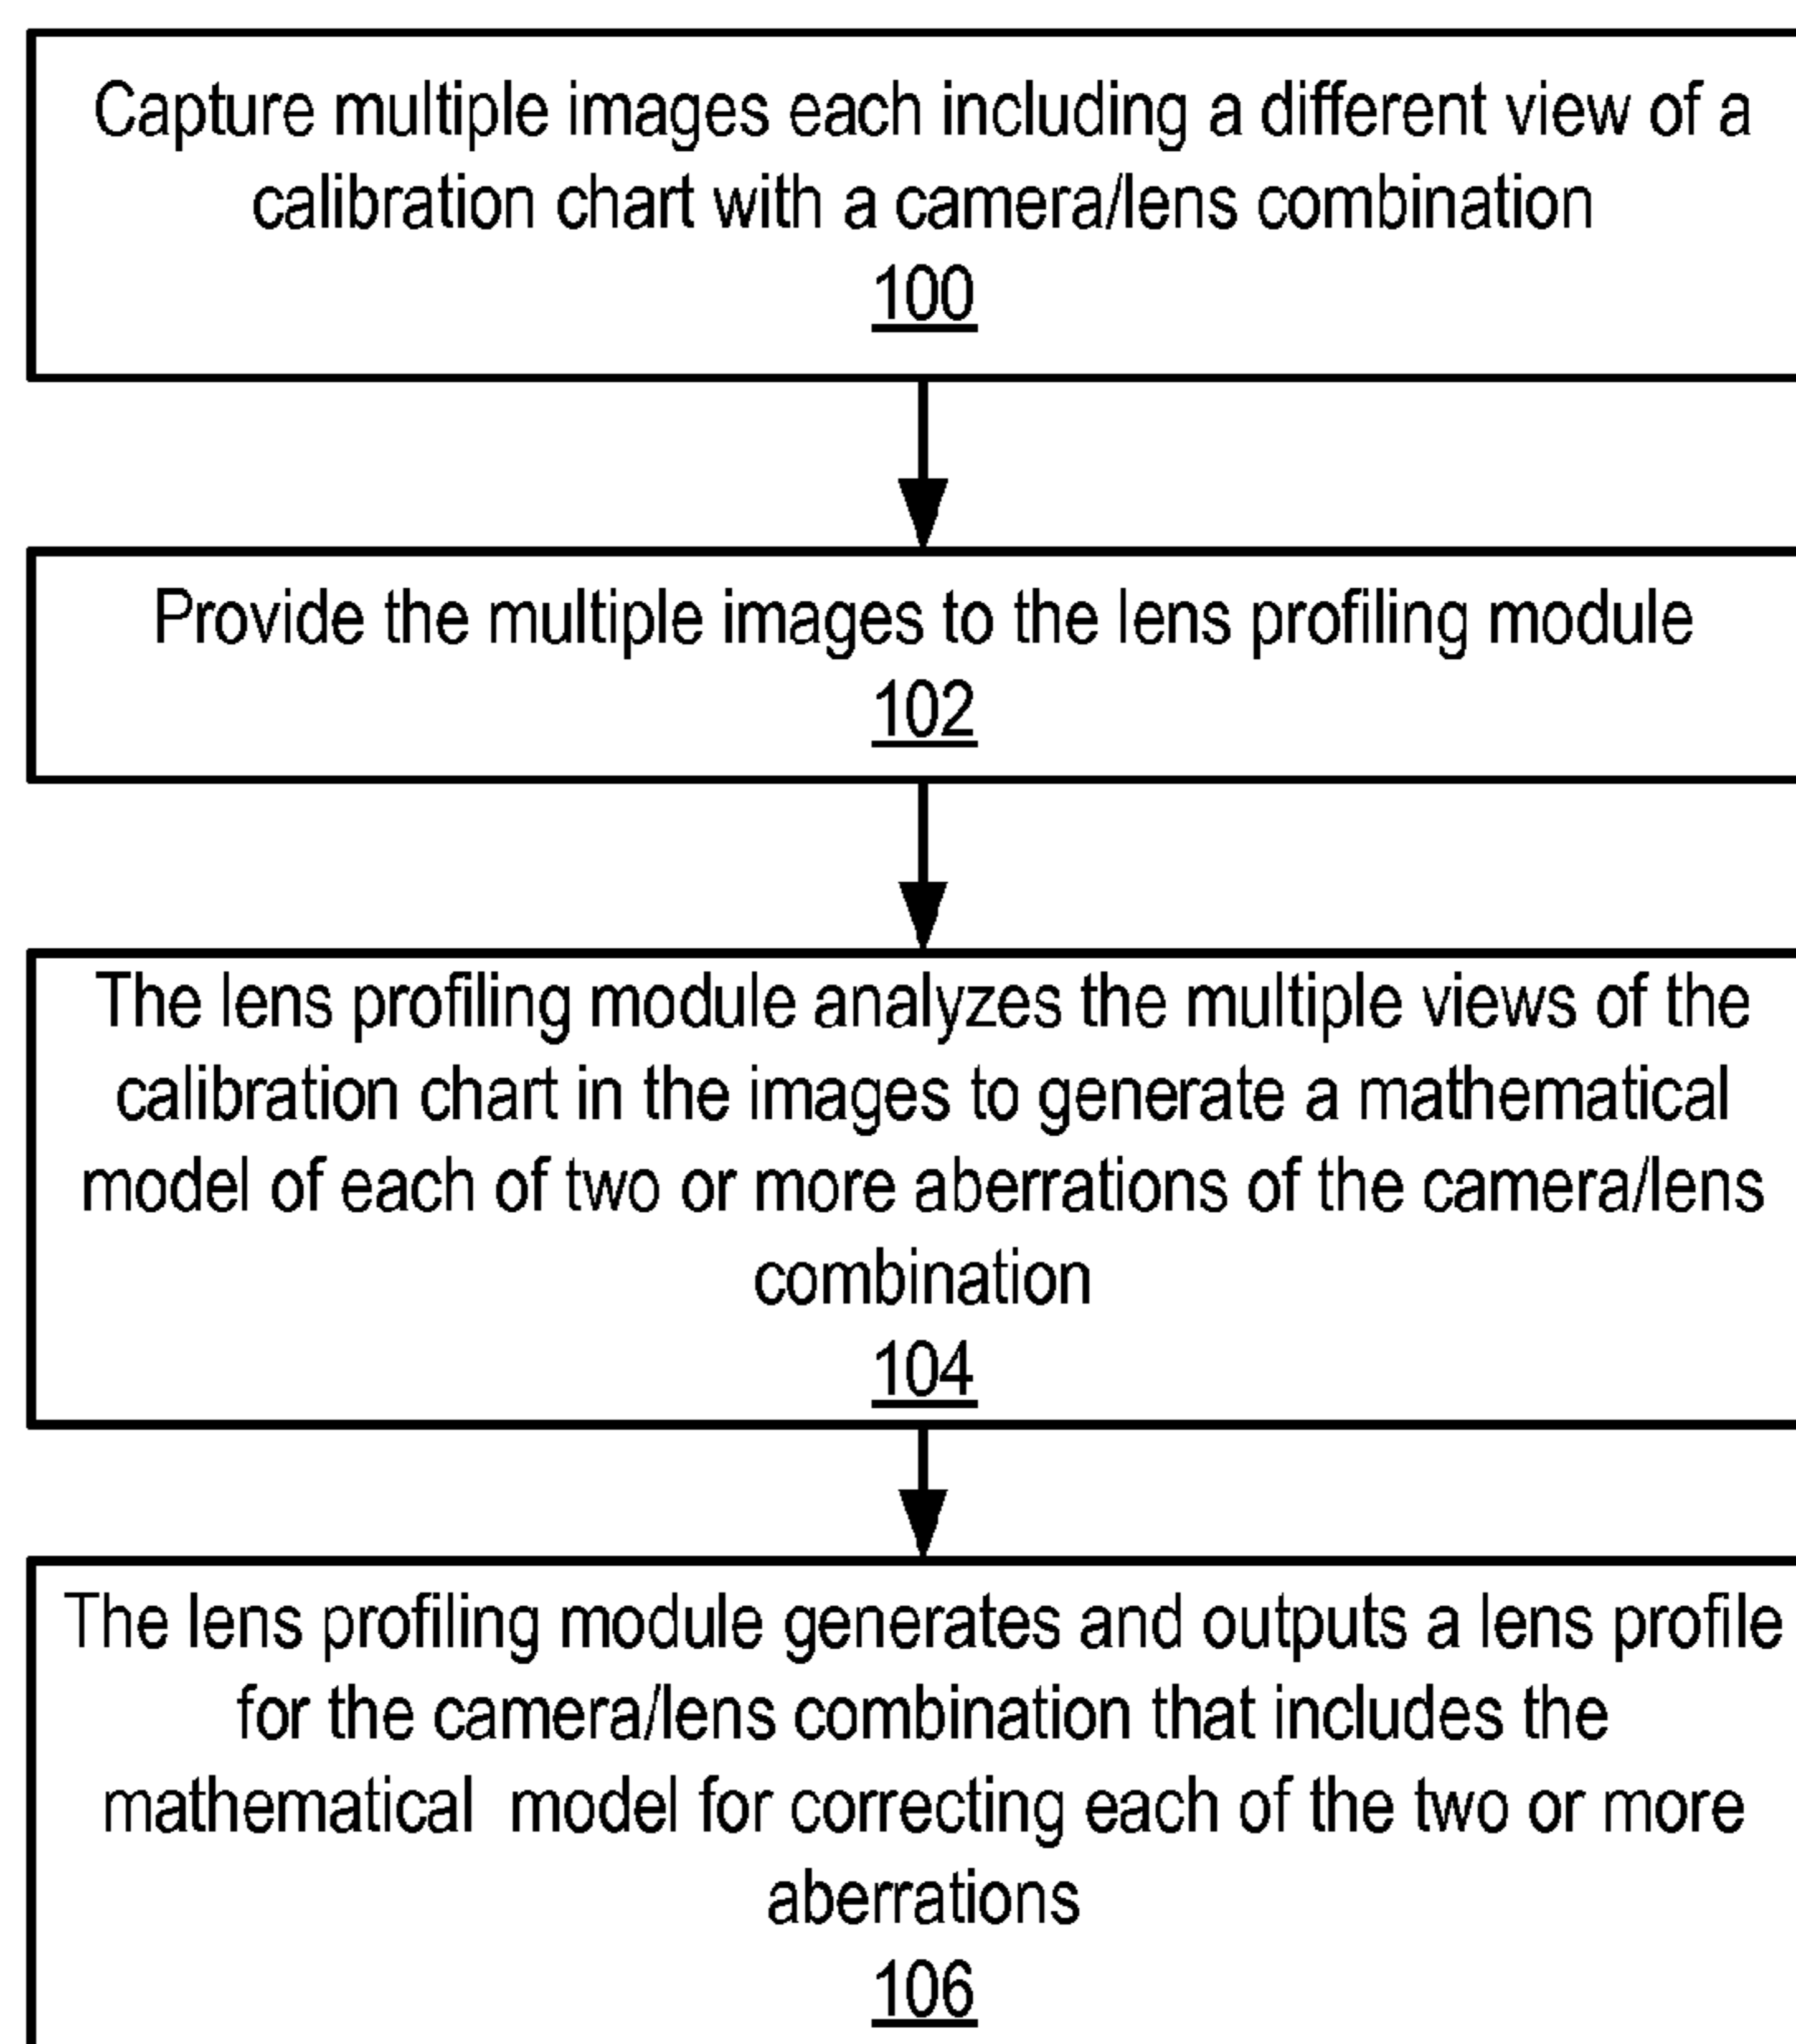 Capture multiple images each including a different view of a
calibration chart with a camera/lens combination
100
Provide the multiple images to the lens profiling module
102
The lens profiling module analyzes the multiple views of the
calibration chart in the images to generate a mathematical
model of each of two or more aberrations of the camera/lens
combination
104
The lens profiling module generates and outputs a lens profile
for the camera/lens combination that includes the
mathematical model for correcting each of the two or more
aberrations
106